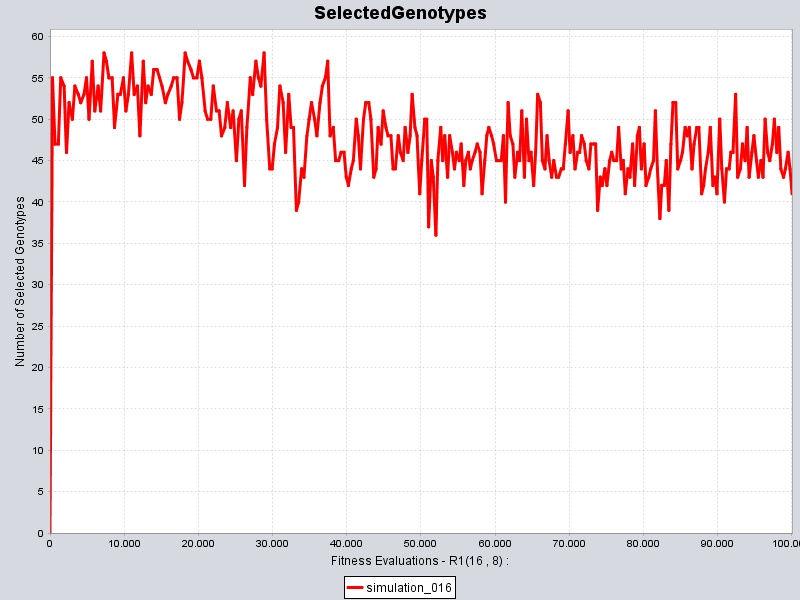 SelectedGenotypes
60
55
50
45
40
35
30
25
20
15
10
5
0
Number of Selected Genotypes
0 10.000 20.000 30.000 40.000 50.000 60.000 70.000 80.000 90.000 100.00
Fitness Evaluations - R1(16 , 8) :
simulation_016